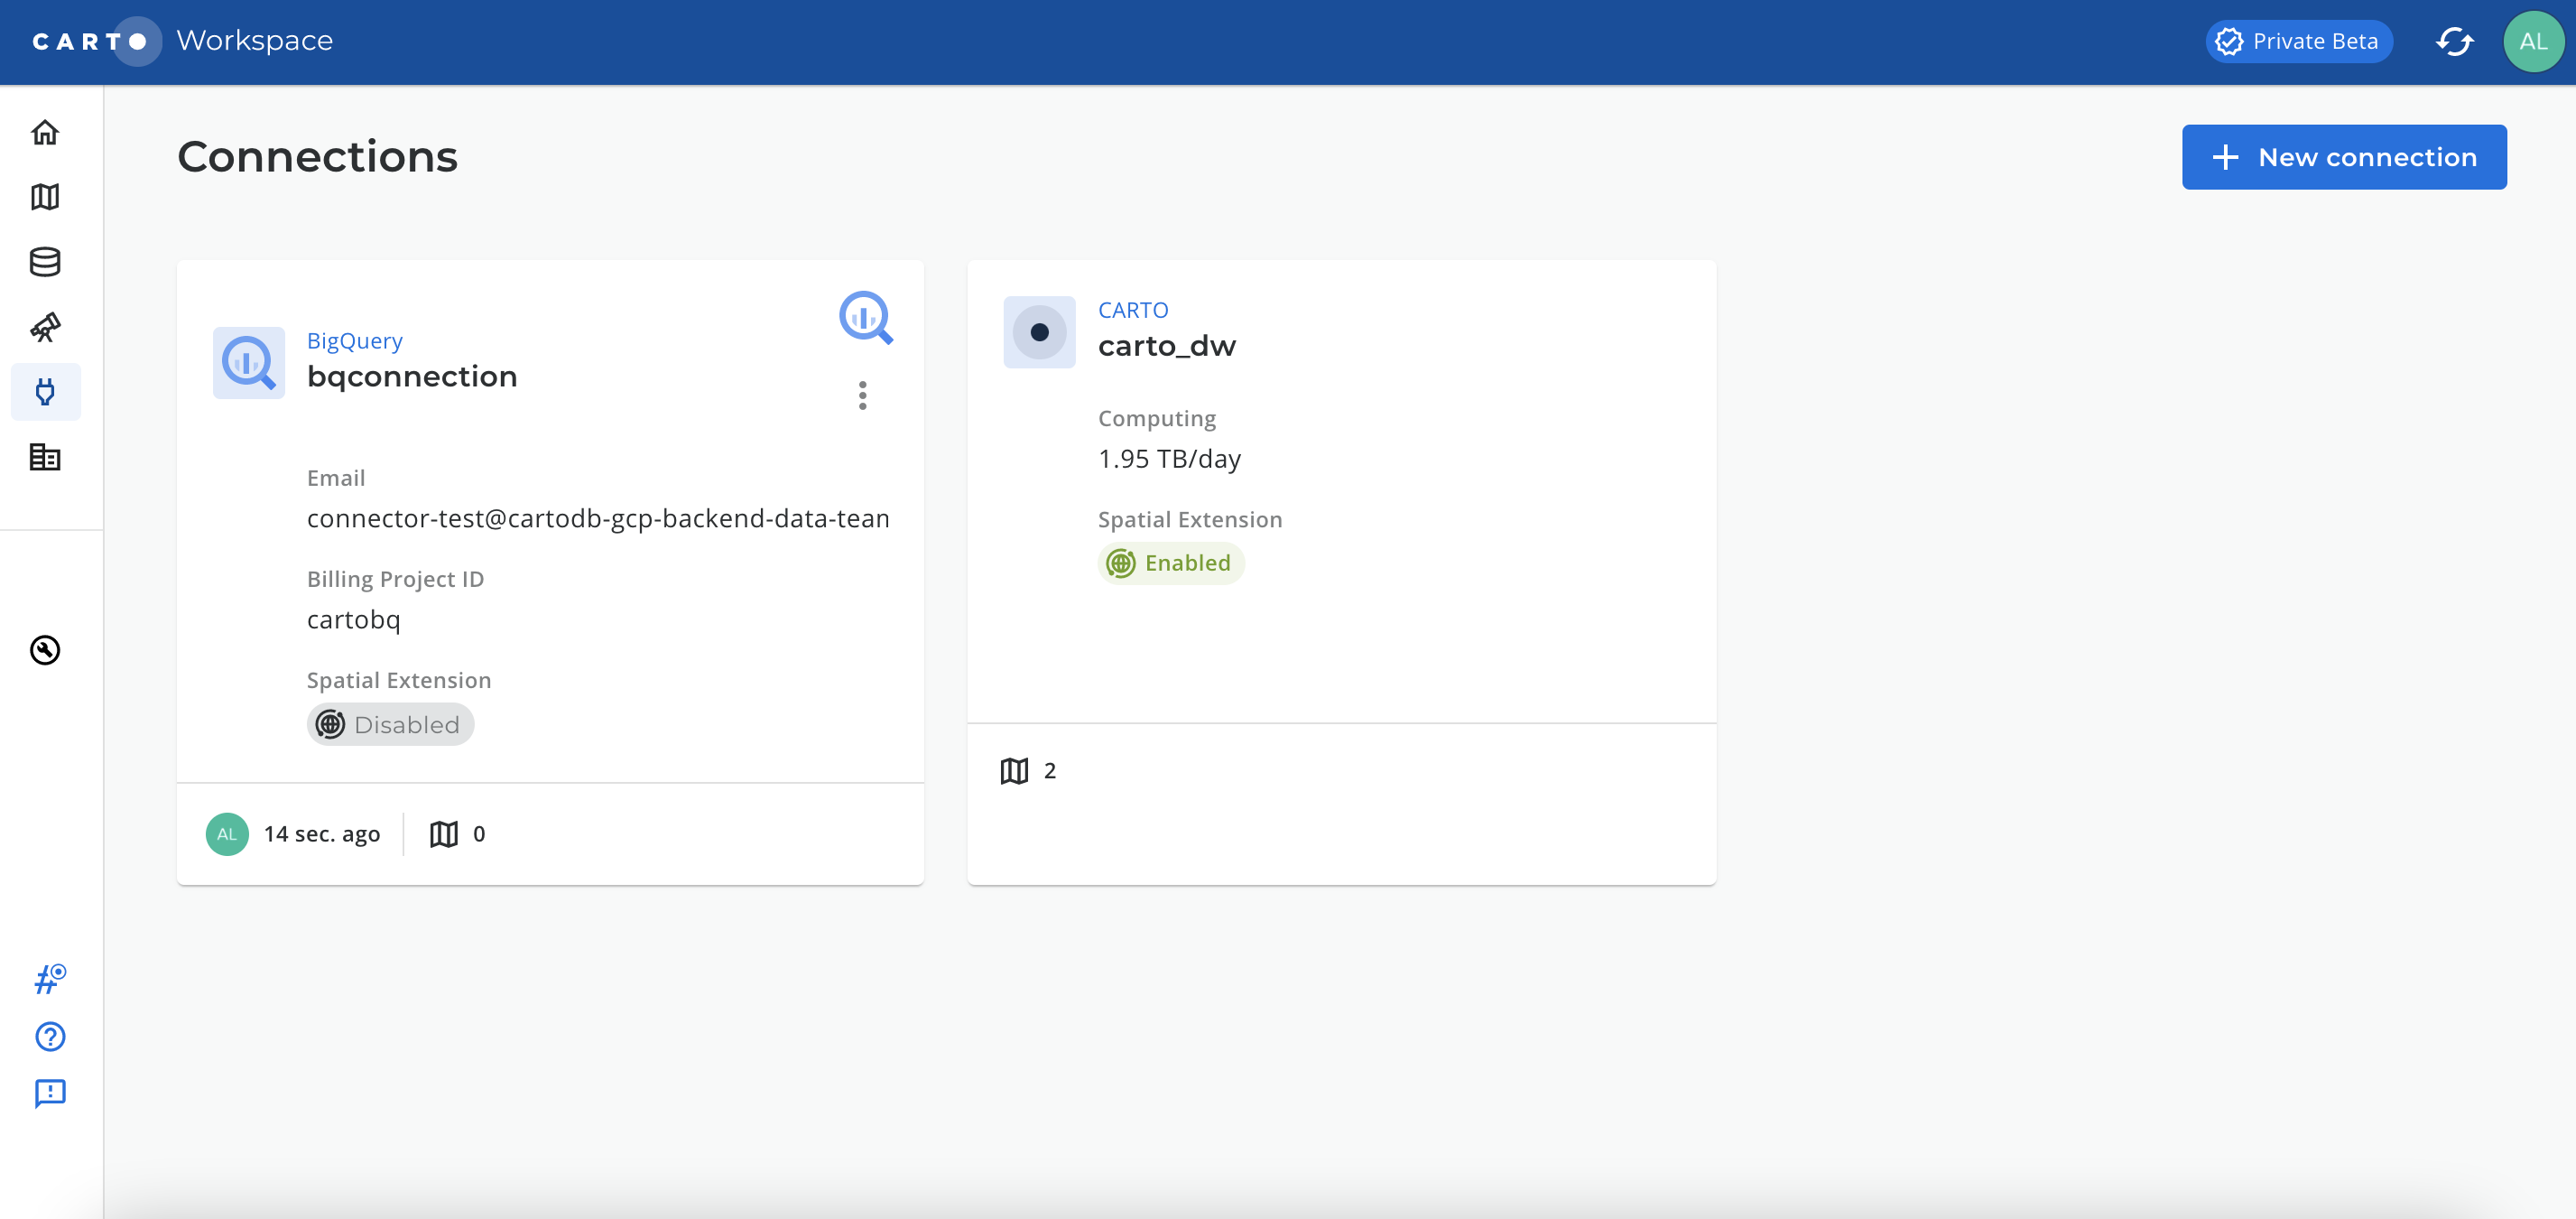 CARTO Workspace
Private Beta
AL
Connections
New connection
BigQuery
bqconnection
Email
connector-test@cartodb-gcp-backend-data-tean
Billing Project ID
cartobq
Spatial Extension
Disabled
AL 14 sec. ago 0
CARTO
carto_dw
Computing
1.95 TB/day
Spatial Extension
Enabled
2